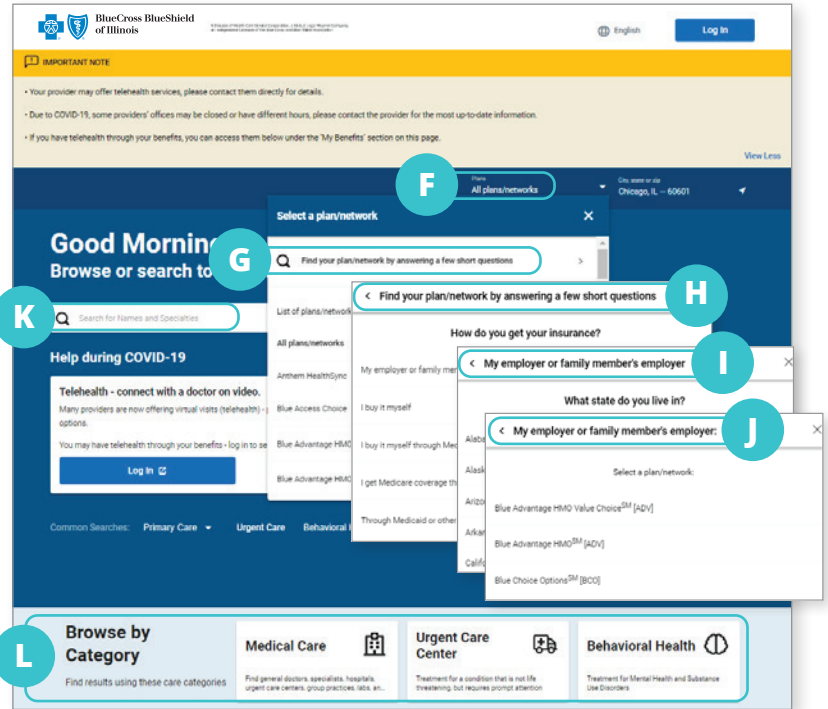 BlueCross BlueShield
of Illinois
English
Log In
IMPORTANT NOTE
• Your provider may offer telehealth services, please contact them directly for details.
• Due to COVID-19, some providers' offices may be closed or have different hours, please contact the provider for the most up-to-date information.
• If you have telehealth through your benefits, you can access them below under the 'My Benefits' section on this page.
View Less
F
Plans
All plans/networks
City, state or zip
Chicago, IL – 60601
Select a plan/network
Good Mornin
Browse or search to
G
Find your plan/network by answering a few short questions
K
Search for Names and Specialties
List of plans/network
All plans/networks
Anthem HealthSync
Blue Access Choice
Blue Advantage HMO
Blue Advantage HMO
Find your plan/network by answering a few short questions
H
How do you get your insurance?
My employer or family mem
I buy it myself
I buy it myself through Med
I get Medicare coverage th
Through Medicaid or other
My employer or family member's employer
I
What state do you live in?
Alaba
Alask
Arizo
Arkan
Califo
My employer or family member's employer:
J
Select a plan/network:
Blue Advantage HMO Value Choice℠ [ADV]
Blue Advantage HMO℠ [ADV]
Blue Choice Options℠ [BCO]
Help during COVID-19
Telehealth - connect with a doctor on video.
Many providers are now offering virtual visits (telehealth) -
options.
You may have telehealth through your benefits - log in to se
Log In
Common Searches:
Primary Care
Urgent Care
Behavioral
L
Browse by
Category
Find results using these care categories
Medical Care
Find general doctors, specialists, hospitals,
urgent care centers, group practices, labs, an...
Urgent Care
Center
Treatment for a condition that is not life
threatening, but requires prompt attention
Behavioral Health
Treatment for Mental Health and Substance
Use Disorders